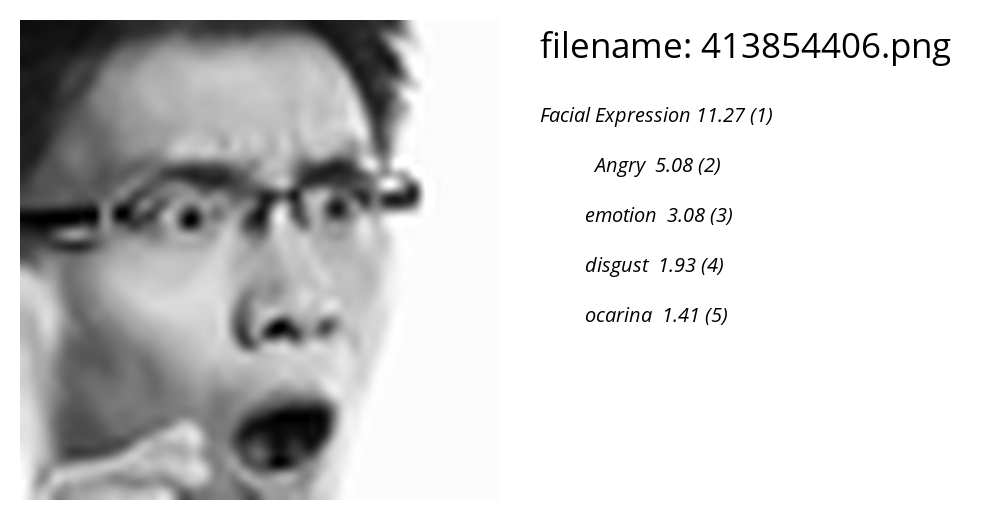 filename: 413854406.png
Facial Expression 11.27 (1)
Angry 5.08 (2)
emotion 3.08 (3)
disgust 1.93 (4)
ocarina 1.41 (5)